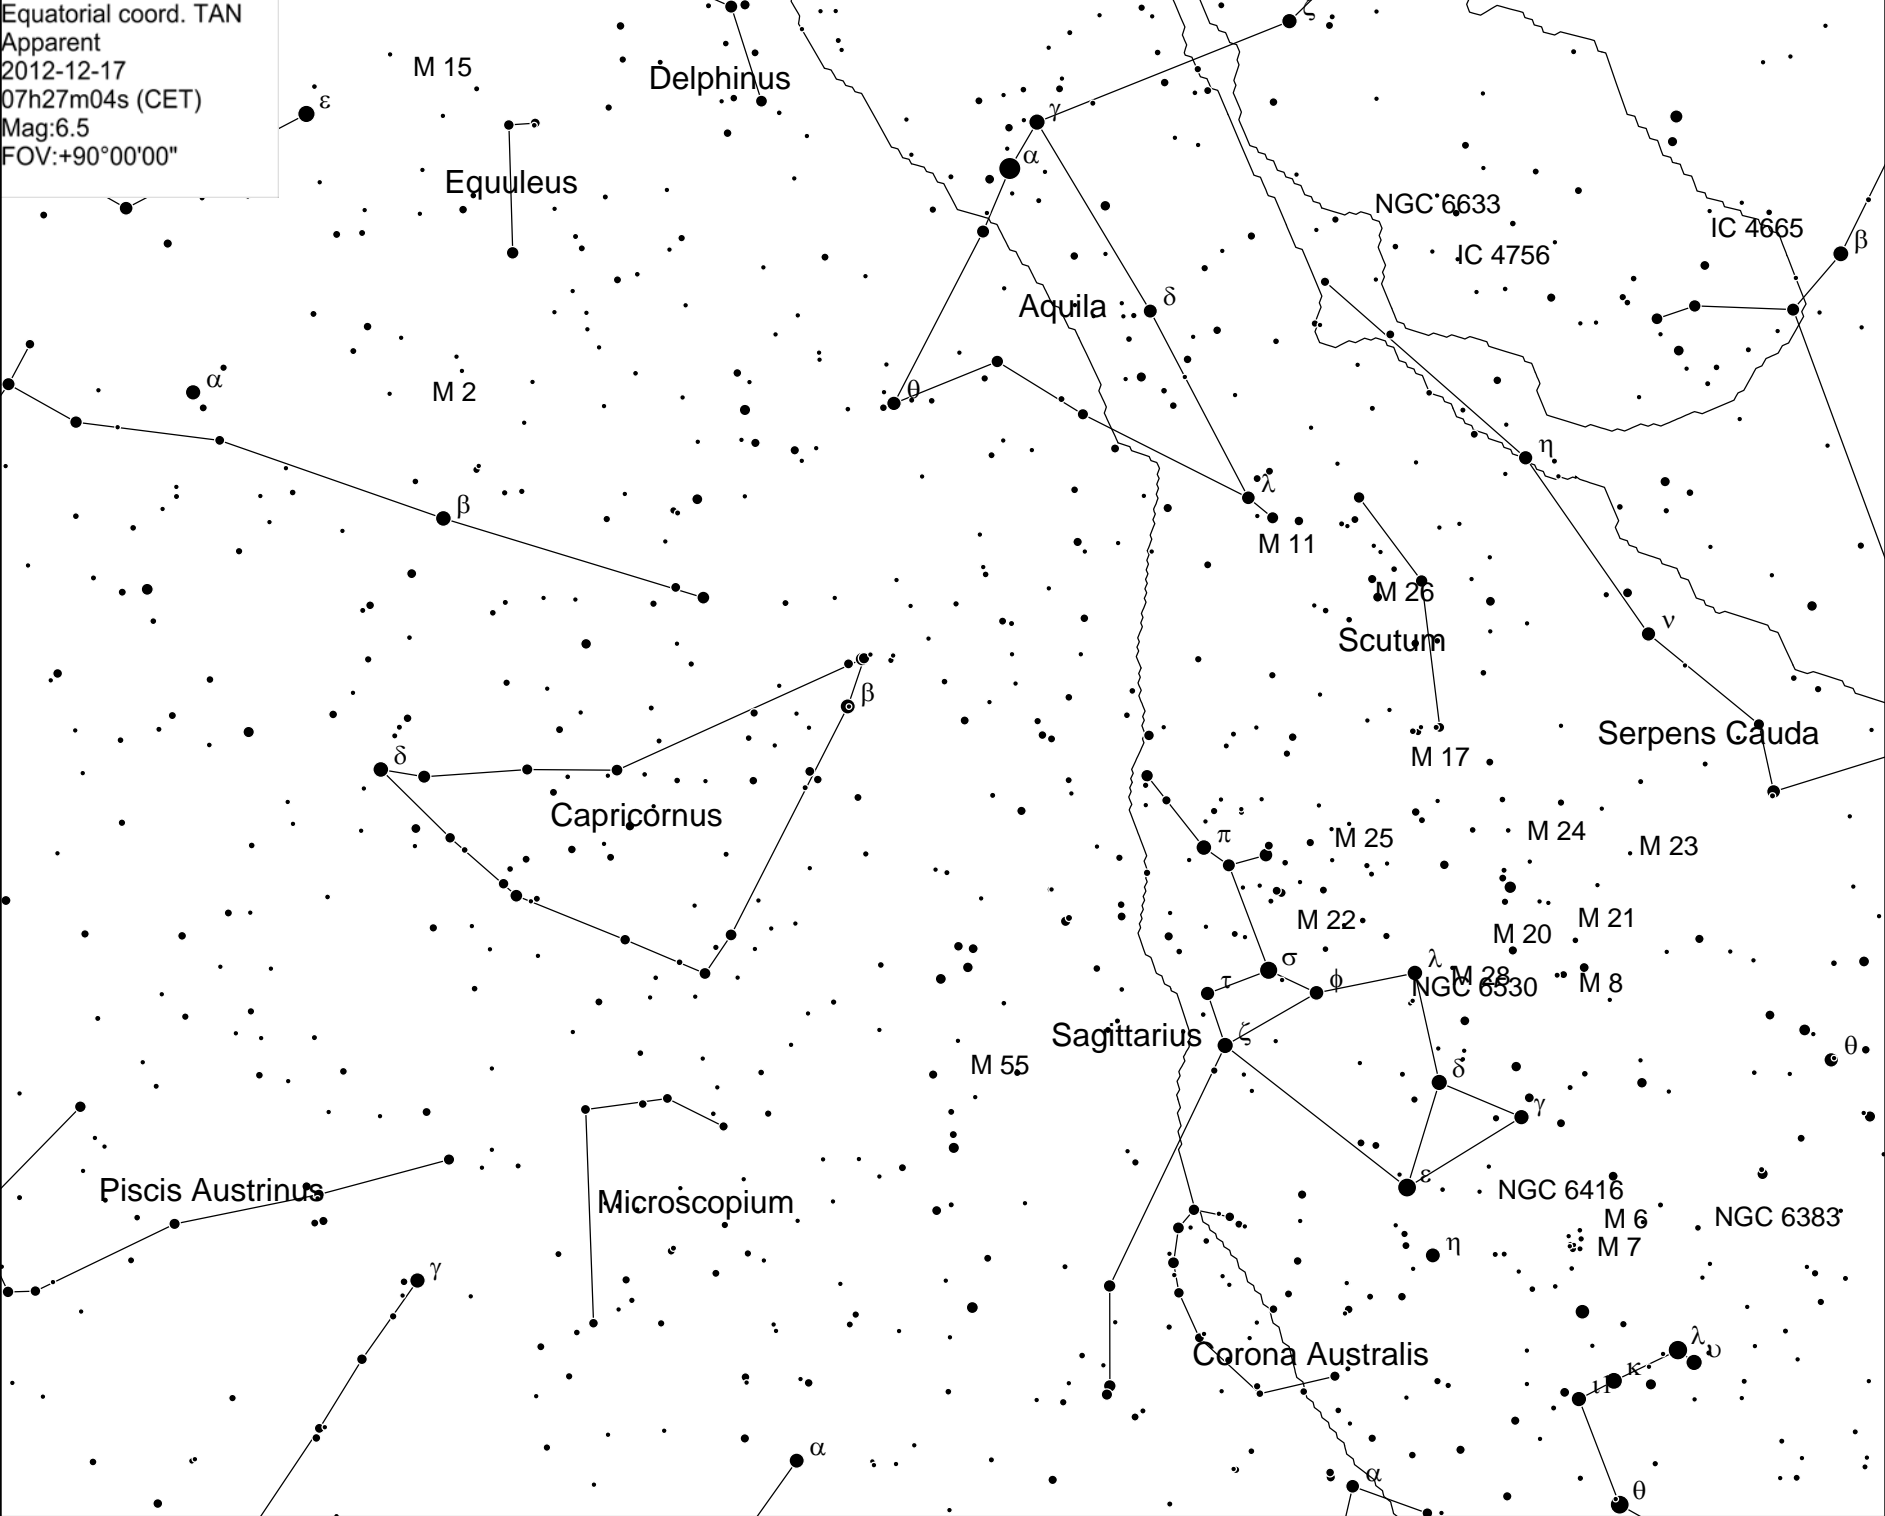 Equatorial coord. TAN
Apparent
2012-12-17
07h27m04s (CET)
Mag:6.5
FOV:+90°00'00"
ζ
M 15
Delphinus
ε
γ
α
Equuleus
NGC 6633
IC 4665
β
IC 4756
Aquila
δ
α
M 2
θ
η
λ
β
M 11
M 26
ν
Scutum
β
Serpens Cauda
δ
M 17
Capricornus
π
M 25
M 24
M 23
M 22
M 21
M 20
σ
λ
M 28
τ
ϕ
NGC 6530
M 8
Sagittarius
ζ
θ
M 55
δ
γ
Piscis Austrinus
Microscopium
ε
NGC 6416
M 6
NGC 6383
M 7
η
γ
Corona Australis
λ
υ
κ
ι1
α
α
θ